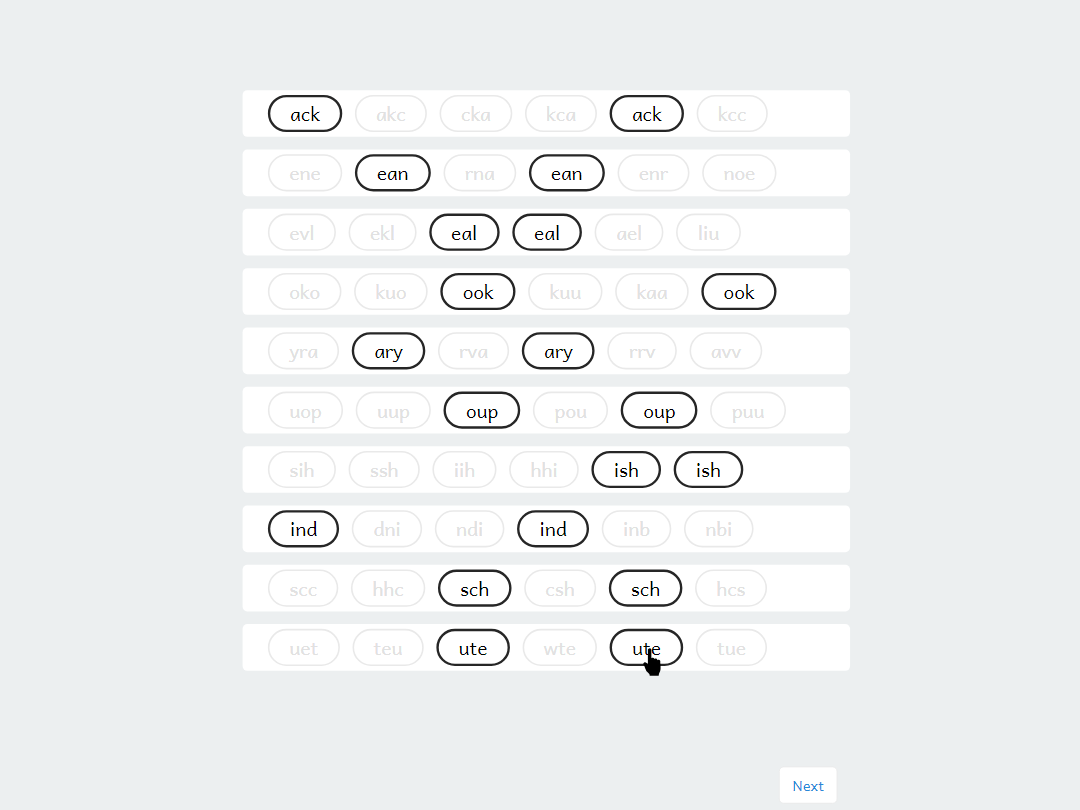 ack akc cka kca ack kcc
ene ean rna ean enr noe
evl ekl eal eal ael liu
oko kuo ook kuu kaa ook
yra ary rva ary rrv avv
uop uup oup pou oup puu
sih ssh iih hhi ish ish
ind dni ndi ind inb nbi
scc hhc sch csh sch hcs
uet teu ute wte ute tue
Next